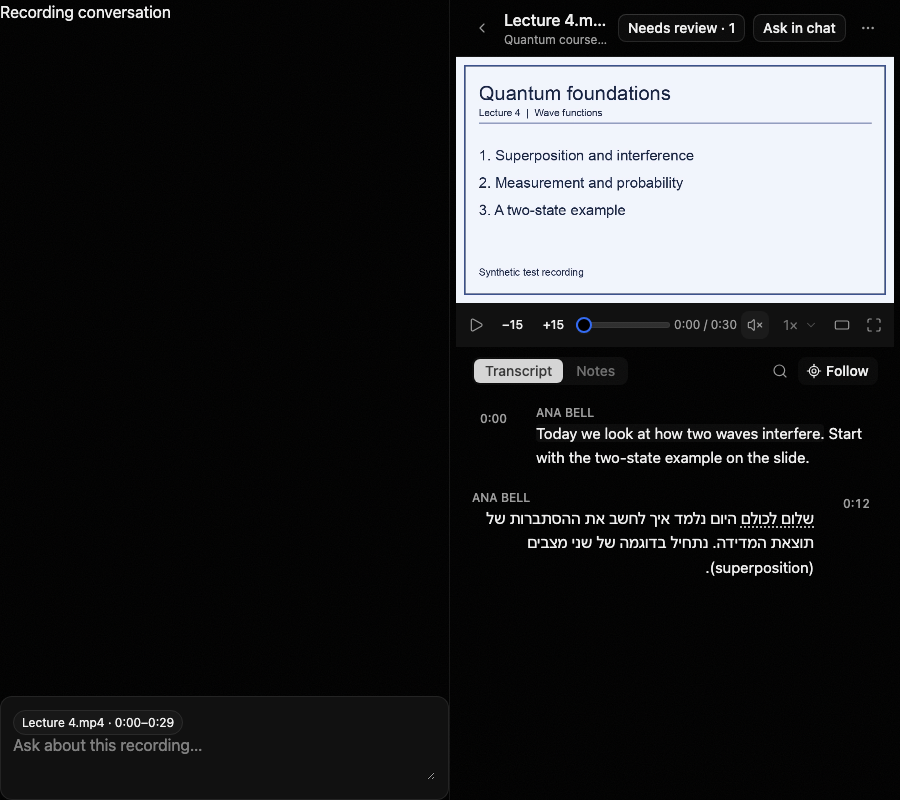 Recording conversation
Lecture 4.mp4 · 0:00–0:29
Ask about this recording...
Lecture 4.m...
Quantum course...
Needs review · 1
Ask in chat
Quantum foundations
Lecture 4 | Wave functions
1. Superposition and interference
2. Measurement and probability
3. A two-state example
Synthetic test recording
−15 +15 0:00 / 0:30 1x
Transcript Notes Follow
0:00
ANA BELL
Today we look at how two waves interfere. Start
with the two-state example on the slide.
ANA BELL
0:12
שלום לכולם היום נלמד איך לחשב את ההסתברות של
תוצאת המדידה. נתחיל בדוגמה של שני מצבים
(superposition).